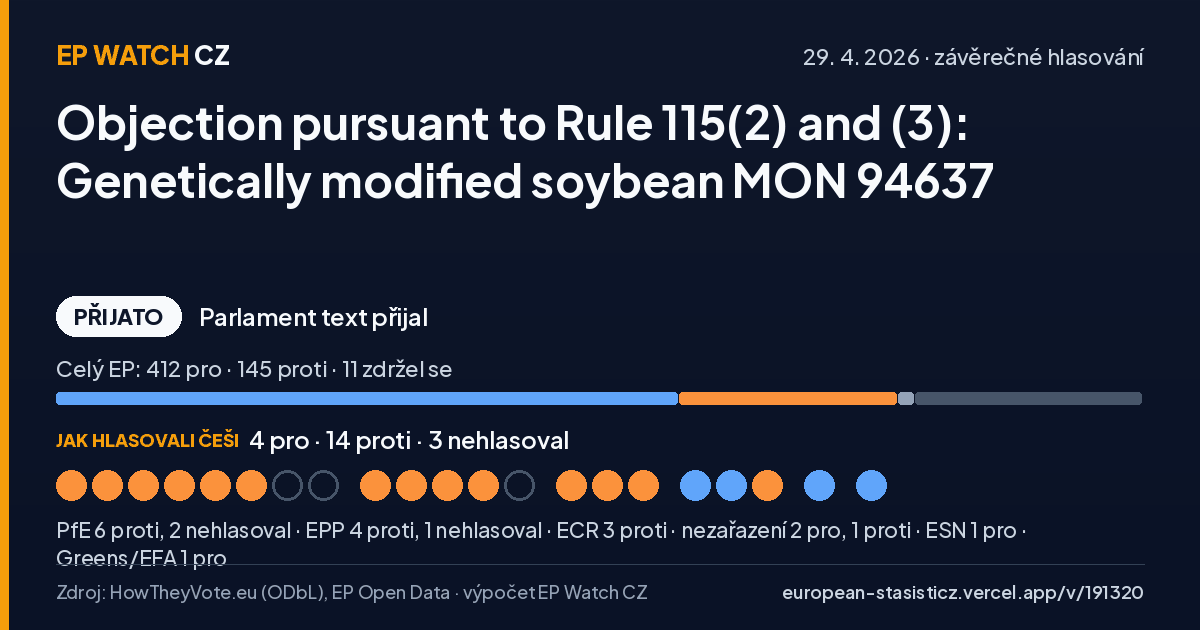 EP WATCH CZ
29. 4. 2026 · závěrečné hlasování
Objection pursuant to Rule 115(2) and (3):
Genetically modified soybean MON 94637
PŘIJATO Parlament text přijal
Celý EP: 412 pro · 145 proti · 11 zdržel se
JAK HLASOVALI ČEŠI 4 pro · 14 proti · 3 nehlasoval
PfE 6 proti, 2 nehlasoval · EPP 4 proti, 1 nehlasoval · ECR 3 proti · nezařazení 2 pro, 1 proti · ESN 1 pro ·
Greens/EFA 1 pro
Zdroj: HowTheyVote.eu (ODbL), EP Open Data · výpočet EP Watch CZ
european-stasisticz.vercel.app/v/191320